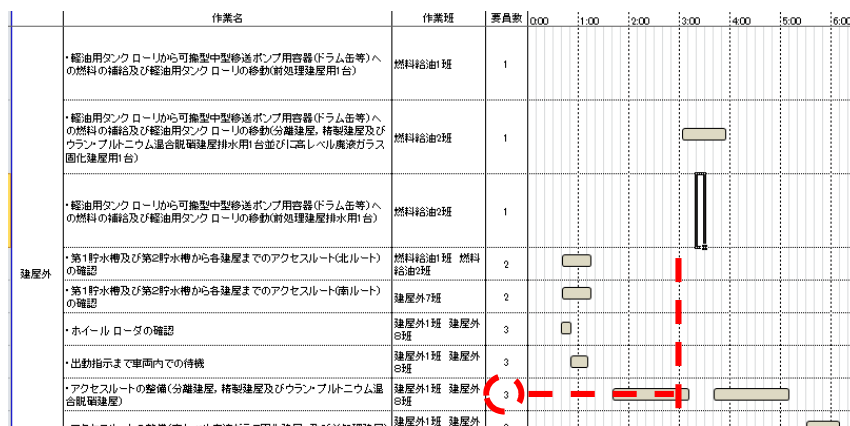 作業名 作業班 要員数 0:00 1:00 2:00 3:00 4:00 5:00 6:00
・軽油用タンク ローリから可搬型中型移送ポンプ用容器(ドラム缶等)へ
の燃料の補給及び軽油用タンク ローリの移動(前処理建屋用1台)
燃料給油1班
1
・軽油用タンク ローリから可搬型中型移送ポンプ用容器(ドラム缶等)へ
の燃料の補給及び軽油用タンク ローリの移動(分離建屋, 精製建屋及び
ウラン・プルトニウム混合脱硝建屋排水用1台並びに高レベル廃液ガラス
固化建屋用1台)
燃料給油2班
1
・軽油用タンク ローリから可搬型中型移送ポンプ用容器(ドラム缶等)へ
の燃料の補給及び軽油用タンク ローリの移動(前処理建屋排水用1台)
燃料給油2班
1
建屋外
・第1貯水槽及び第2貯水槽から各建屋までのアクセスルート(北ルート)
の確認
燃料給油1班 燃料
給油2班
2
・第1貯水槽及び第2貯水槽から各建屋までのアクセスルート(南ルート)
の確認
建屋外7班
2
・ホイール ローダの確認
建屋外1班 建屋外
8班
3
・出動指示まで車両内での待機
建屋外1班 建屋外
8班
3
・アクセスルートの整備(分離建屋, 精製建屋及びウラン・プルトニウム混
合脱硝建屋)
建屋外1班 建屋外
8班
3
建屋外1班 建屋外